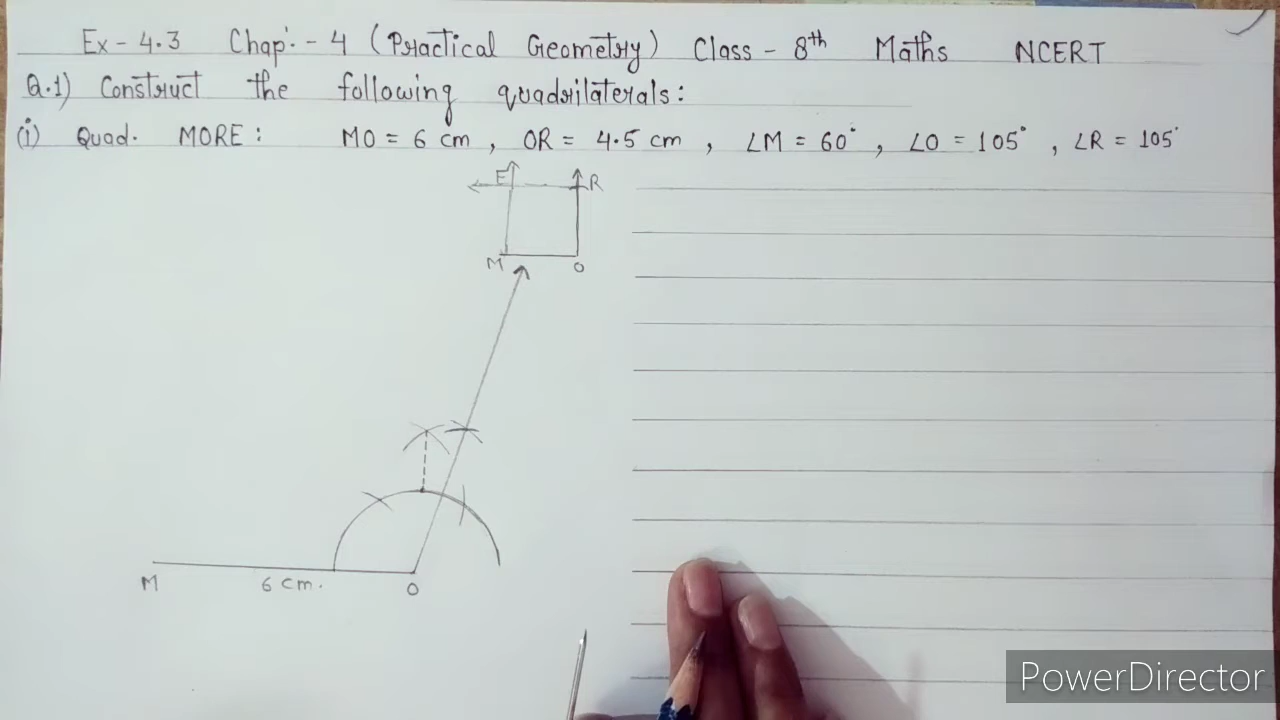 Ex - 4.3 Chap. - 4 (Practical Geometry) Class - 8th Maths NCERT
Q.1) Construct the following quadrilaterals :
(i) Quad. MORE : MO = 6 cm , OR = 4.5 cm , ∠M = 60° , ∠O = 105° , ∠R = 105°
E R
M O
M 6 cm. O
PowerDirector